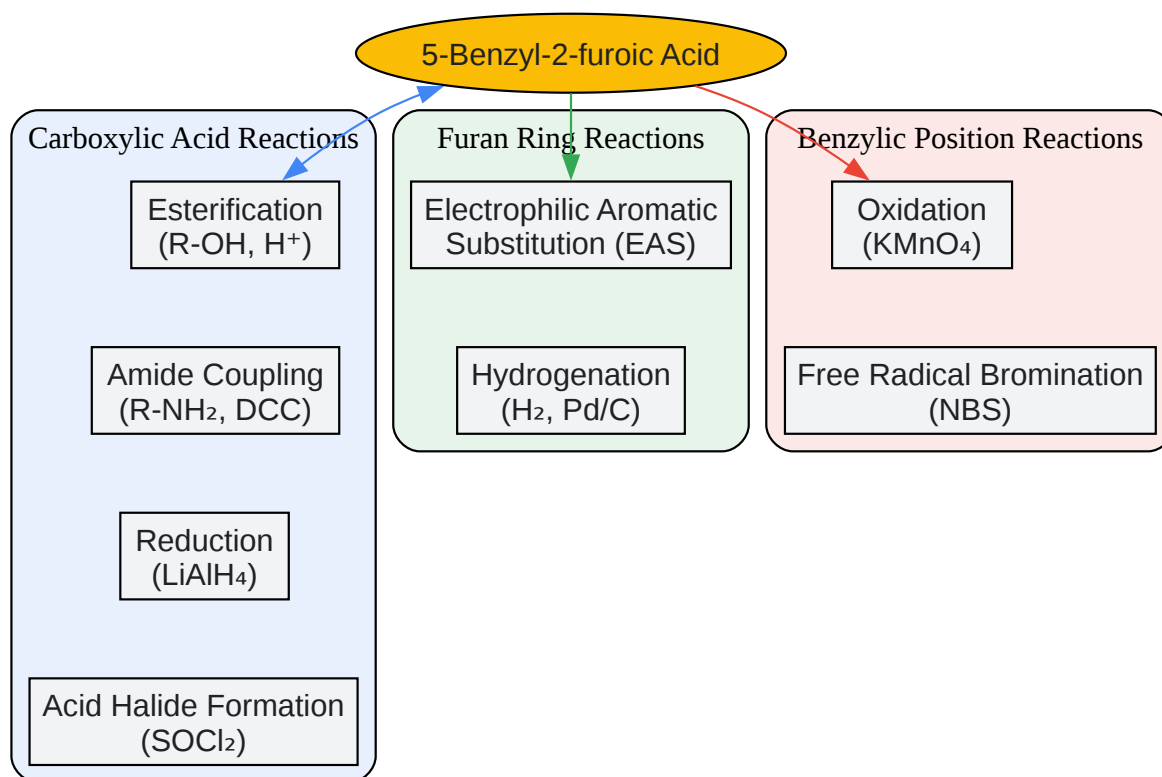 5-Benzyl-2-furoic Acid
Carboxylic Acid Reactions
Esterification
(R-OH, H⁺)
Amide Coupling
(R-NH₂, DCC)
Reduction
(LiAlH₄)
Acid Halide Formation
(SOCl₂)
Furan Ring Reactions
Electrophilic Aromatic
Substitution (EAS)
Hydrogenation
(H₂, Pd/C)
Benzylic Position Reactions
Oxidation
(KMnO₄)
Free Radical Bromination
(NBS)